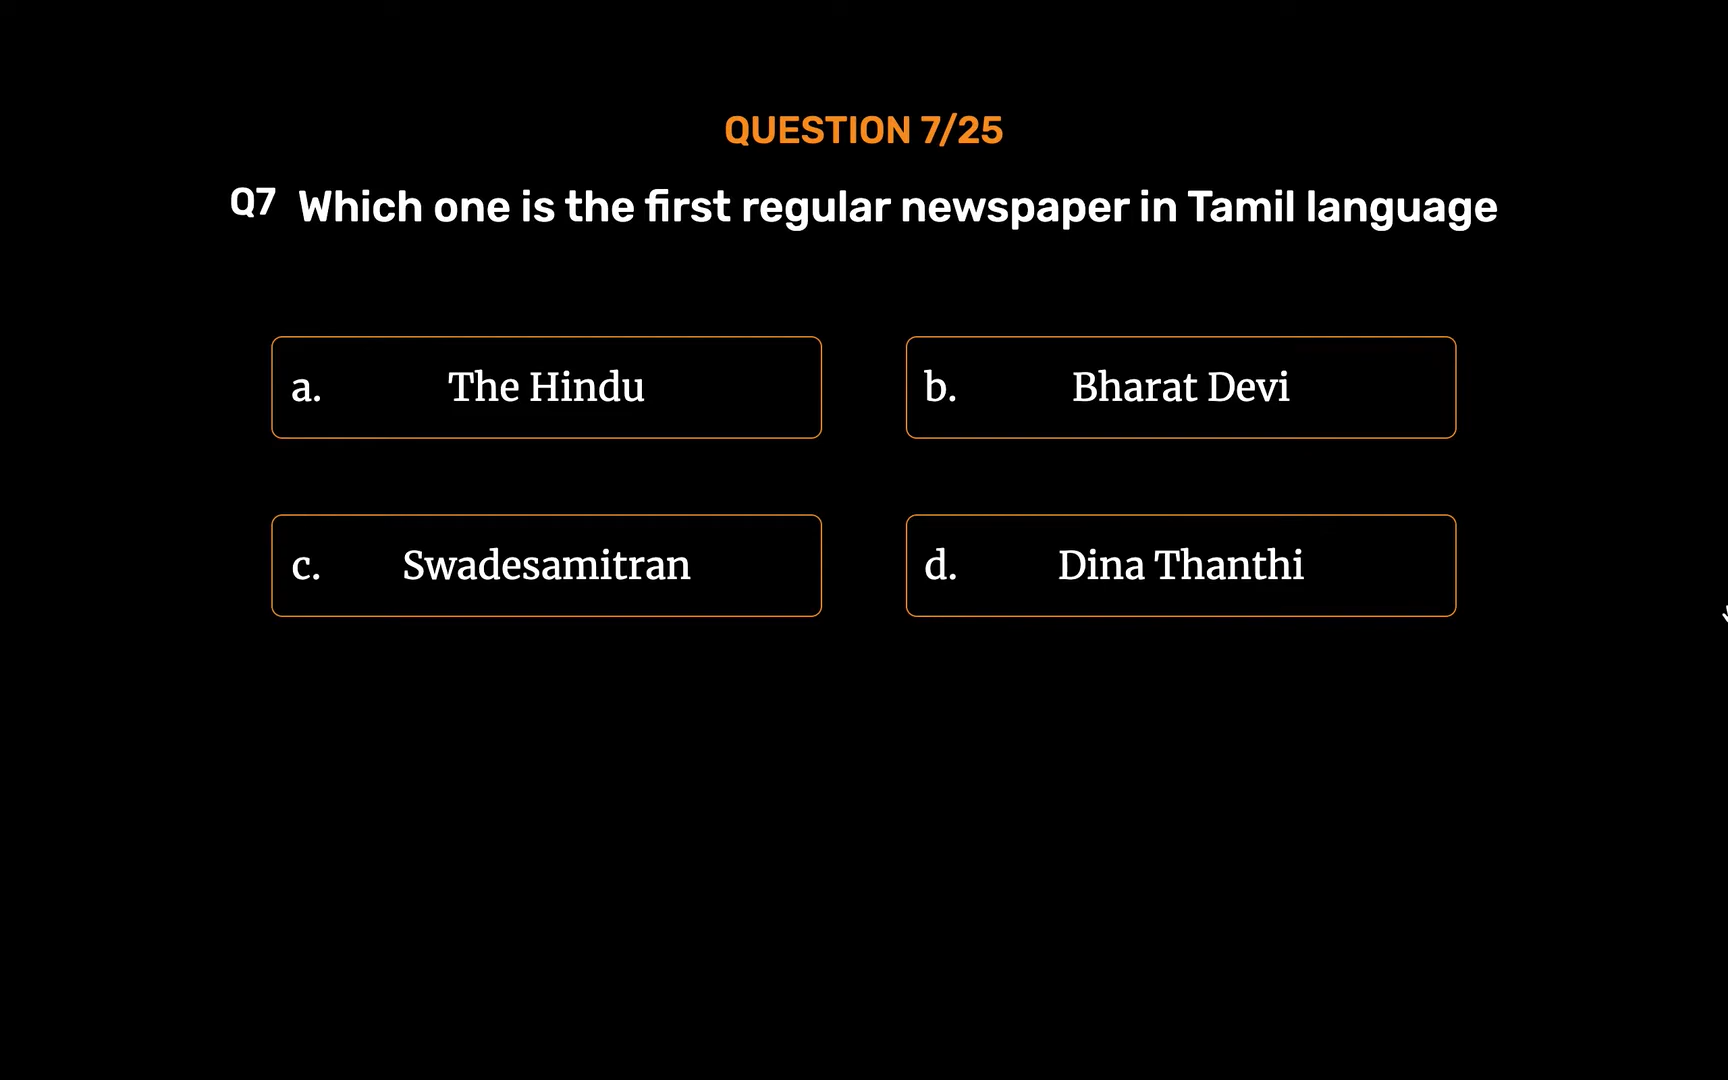 QUESTION 7/25
Q7 Which one is the first regular newspaper in Tamil language
a. The Hindu
b. Bharat Devi
c. Swadesamitran
d. Dina Thanthi